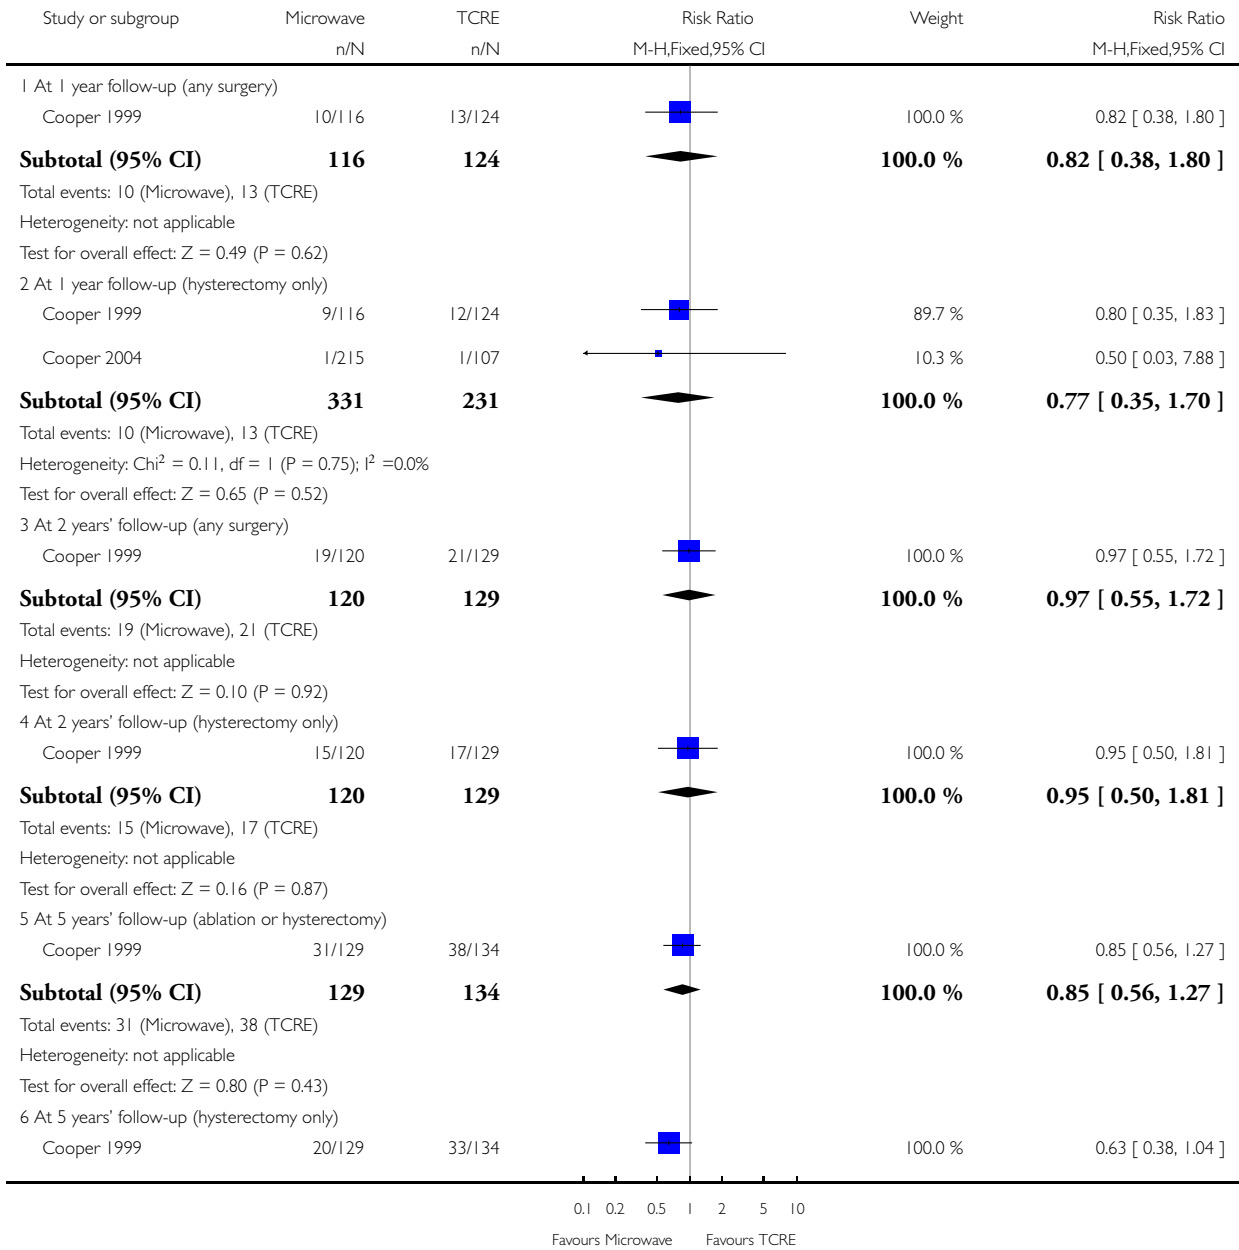 Study or subgroup Microwave TCRE Risk Ratio Weight Risk Ratio
n/N n/N M-H,Fixed,95% CI M-H,Fixed,95% CI
1 At 1 year follow-up (any surgery)
Cooper 1999 10/116 13/124 100.0 % 0.82 [ 0.38, 1.80 ]
Subtotal (95% CI) 116 124 100.0 % 0.82 [ 0.38, 1.80 ]
Total events: 10 (Microwave), 13 (TCRE)
Heterogeneity: not applicable
Test for overall effect: Z = 0.49 (P = 0.62)
2 At 1 year follow-up (hysterectomy only)
Cooper 1999 9/116 12/124 89.7 % 0.80 [ 0.35, 1.83 ]
Cooper 2004 1/215 1/107 10.3 % 0.50 [ 0.03, 7.88 ]
Subtotal (95% CI) 331 231 100.0 % 0.77 [ 0.35, 1.70 ]
Total events: 10 (Microwave), 13 (TCRE)
Heterogeneity: Chi² = 0.11, df = 1 (P = 0.75); I² =0.0%
Test for overall effect: Z = 0.65 (P = 0.52)
3 At 2 years' follow-up (any surgery)
Cooper 1999 19/120 21/129 100.0 % 0.97 [ 0.55, 1.72 ]
Subtotal (95% CI) 120 129 100.0 % 0.97 [ 0.55, 1.72 ]
Total events: 19 (Microwave), 21 (TCRE)
Heterogeneity: not applicable
Test for overall effect: Z = 0.10 (P = 0.92)
4 At 2 years' follow-up (hysterectomy only)
Cooper 1999 15/120 17/129 100.0 % 0.95 [ 0.50, 1.81 ]
Subtotal (95% CI) 120 129 100.0 % 0.95 [ 0.50, 1.81 ]
Total events: 15 (Microwave), 17 (TCRE)
Heterogeneity: not applicable
Test for overall effect: Z = 0.16 (P = 0.87)
5 At 5 years' follow-up (ablation or hysterectomy)
Cooper 1999 31/129 38/134 100.0 % 0.85 [ 0.56, 1.27 ]
Subtotal (95% CI) 129 134 100.0 % 0.85 [ 0.56, 1.27 ]
Total events: 31 (Microwave), 38 (TCRE)
Heterogeneity: not applicable
Test for overall effect: Z = 0.80 (P = 0.43)
6 At 5 years' follow-up (hysterectomy only)
Cooper 1999 20/129 33/134 100.0 % 0.63 [ 0.38, 1.04 ]
0.1 0.2 0.5 1 2 5 10
Favours Microwave Favours TCRE